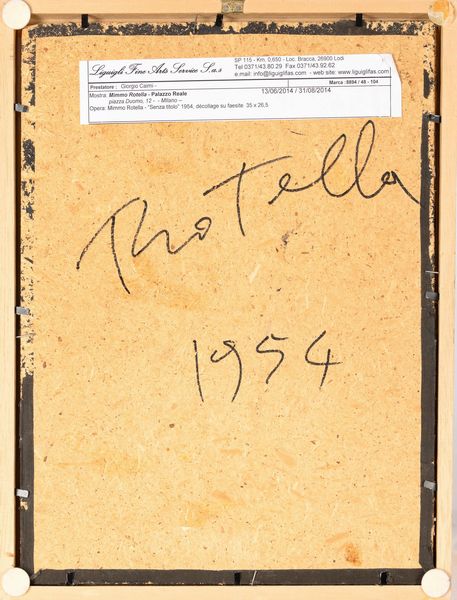 Liguigli Fine Arts Service S.a.s
SP 115 - Km. 0,650 - Loc. Bracca, 26900 Lodi
Tel 0371/43.80.29 Fax 0371/43.92.62
e.mail: info@liguiglifas.com - web site: www.liguiglifas.com
Prestatore : Giorgio Caimi - Marca : 8894 / 48 - 104
Mostra: Mimmo Rotella - Palazzo Reale 13/06/2014 / 31/08/2014
piazza Duomo, 12 - - Milano –
Opera: Mimmo Rotella - "Senza titolo" 1954, décollage su faesite 35 x 26,5
Rotella
1954